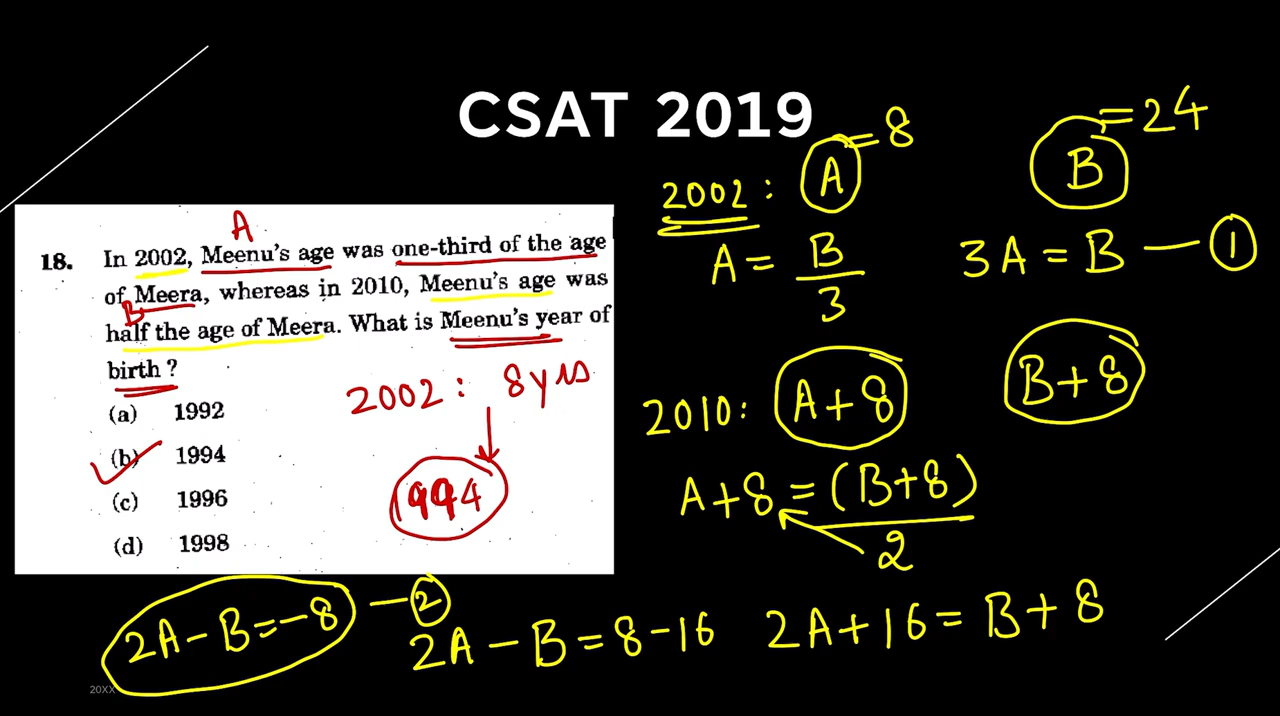 CSAT 2019
A
18. In 2002, Meenu's age was one-third of the age
of Meera, whereas in 2010, Meenu's age was
B
half the age of Meera. What is Meenu's year of
birth ?
(a) 1992
(b) 1994
(c) 1996
(d) 1998
2002 : 8 yrs
1994
2002 : A = 8 B = 24
A = B/3 3A = B — 1
2010: A + 8 B + 8
A + 8 = (B+8)/2
2A + 16 = B + 8
2A − B = 8 − 16
2A − B = −8 — 2
20XX